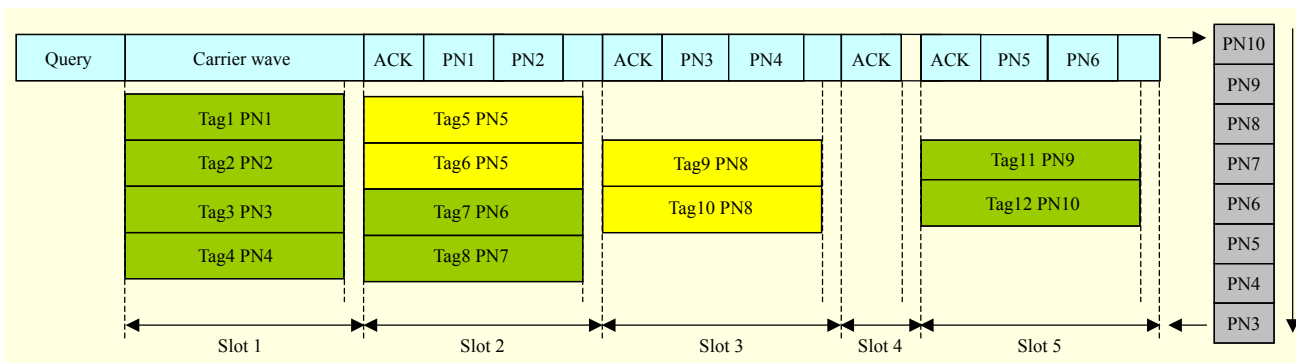 Query Carrier wave ACK PN1 PN2 ACK PN3 PN4 ACK ACK PN5 PN6
Tag1 PN1 Tag5 PN5
Tag2 PN2 Tag6 PN5 Tag9 PN8 Tag11 PN9
Tag3 PN3 Tag7 PN6 Tag10 PN8 Tag12 PN10
Tag4 PN4 Tag8 PN7
Slot 1 Slot 2 Slot 3 Slot 4 Slot 5
PN10
PN9
PN8
PN7
PN6
PN5
PN4
PN3